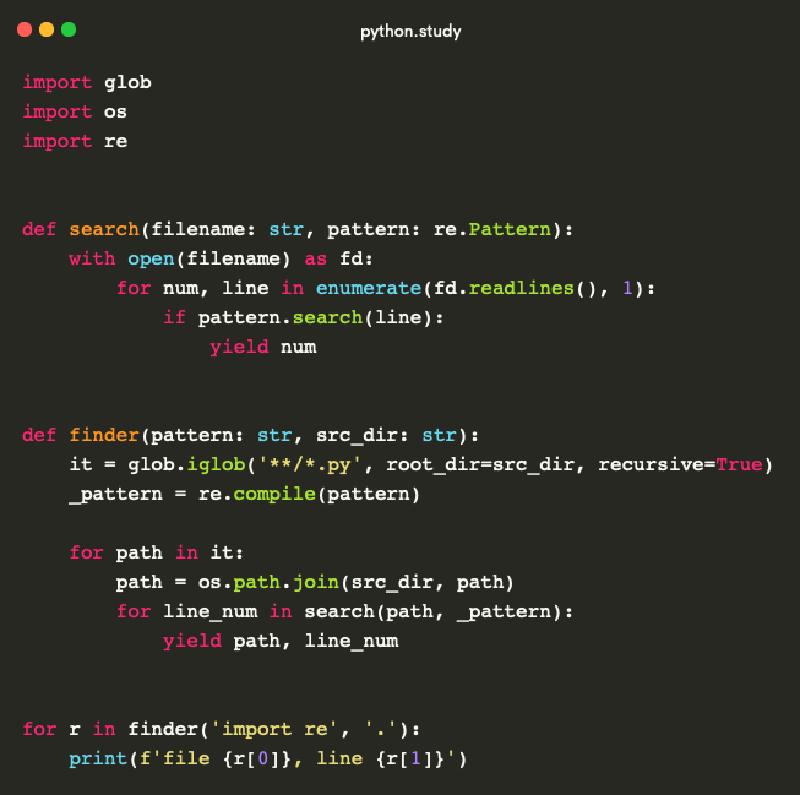 python.study
import glob
import os
import re
def search(filename: str, pattern: re.Pattern):
    with open(filename) as fd:
        for num, line in enumerate(fd.readlines(), 1):
            if pattern.search(line):
                yield num
def finder(pattern: str, src_dir: str):
    it = glob.iglob('**/*.py', root_dir=src_dir, recursive=True)
    _pattern = re.compile(pattern)
    for path in it:
        path = os.path.join(src_dir, path)
        for line_num in search(path, _pattern):
            yield path, line_num
for r in finder('import re', '.'):
    print(f'file {r[0]}, line {r[1]}')